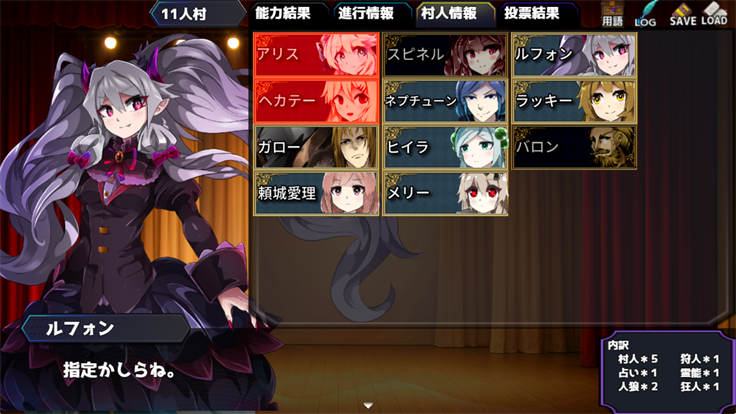 11人村
能力結果 進行情報 村人情報 投票結果
用語 LOG SAVE LOAD
アリス スピネル ルフォン
ヘカテー ネプチューン ラッキー
ガロー ヒイラ バロン
頼城愛理 メリー
ルフォン
指定かしらね。
内訳
村人*5 狩人*1
占い*1 霊能*1
人狼*2 狂人*1